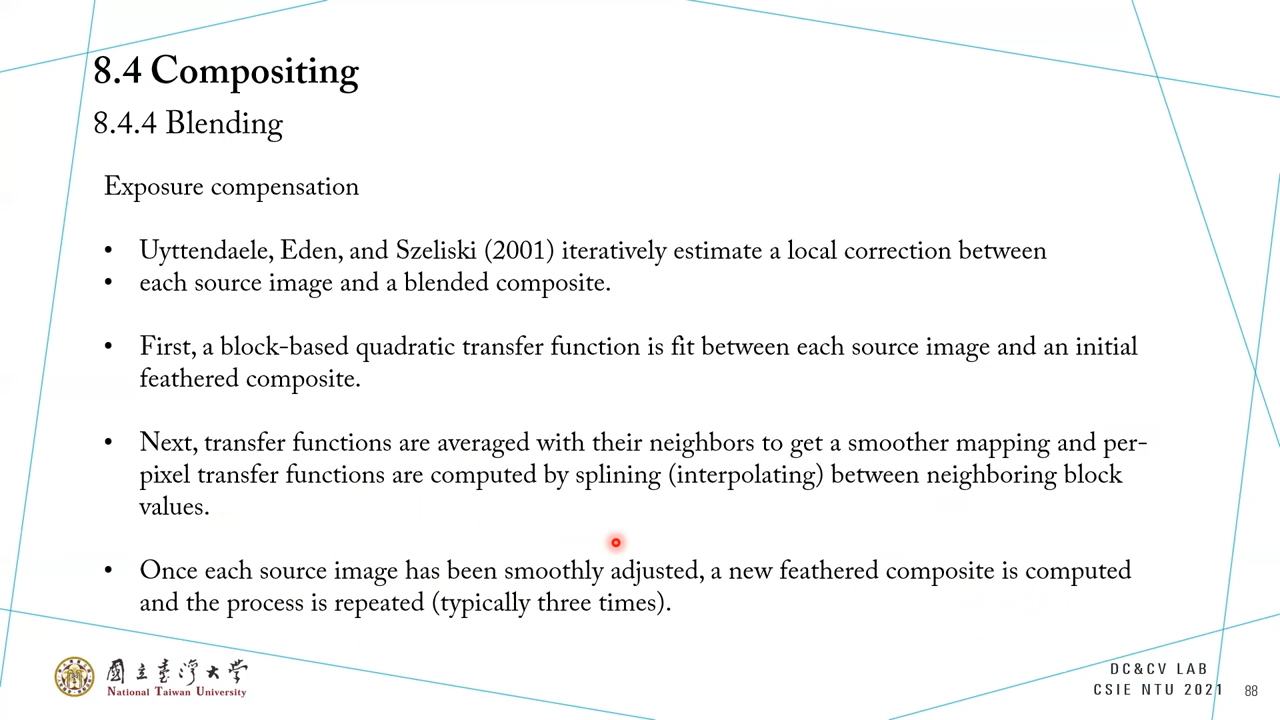 8.4 Compositing
8.4.4 Blending
Exposure compensation
• Uyttendaele, Eden, and Szeliski (2001) iteratively estimate a local correction between
• each source image and a blended composite.
• First, a block-based quadratic transfer function is fit between each source image and an initial
feathered composite.
• Next, transfer functions are averaged with their neighbors to get a smoother mapping and per-
pixel transfer functions are computed by splining (interpolating) between neighboring block
values.
• Once each source image has been smoothly adjusted, a new feathered composite is computed
and the process is repeated (typically three times).
國立臺灣大學
National Taiwan University
DC&CV LAB
CSIE NTU 2021
88